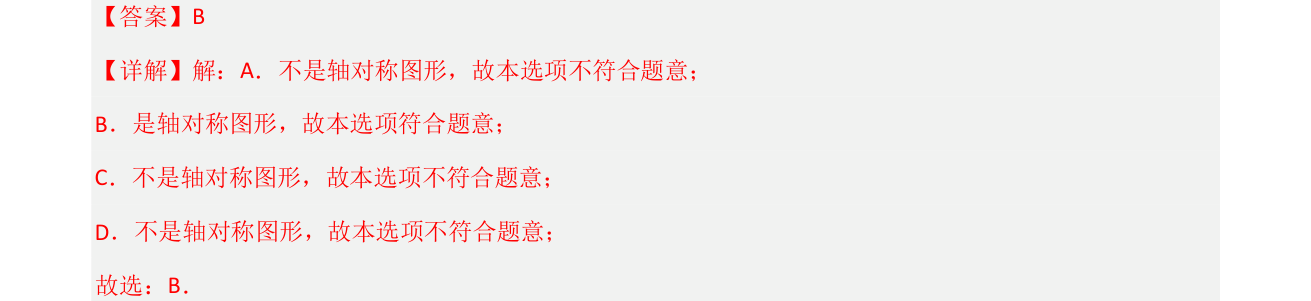 【答案】B
【详解】解：A．不是轴对称图形，故本选项不符合题意；
B．是轴对称图形，故本选项符合题意；
C．不是轴对称图形，故本选项不符合题意；
D．不是轴对称图形，故本选项不符合题意；
故选：B．